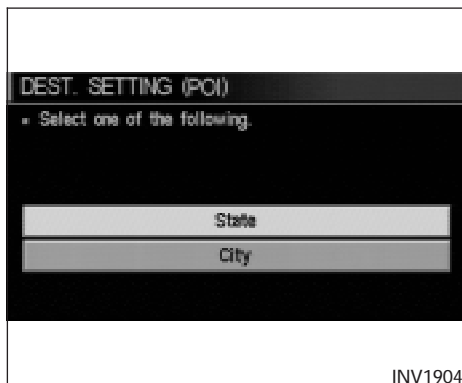 DEST. SETTING (POI)
▪ Select one of the following.
State
City
INV1904